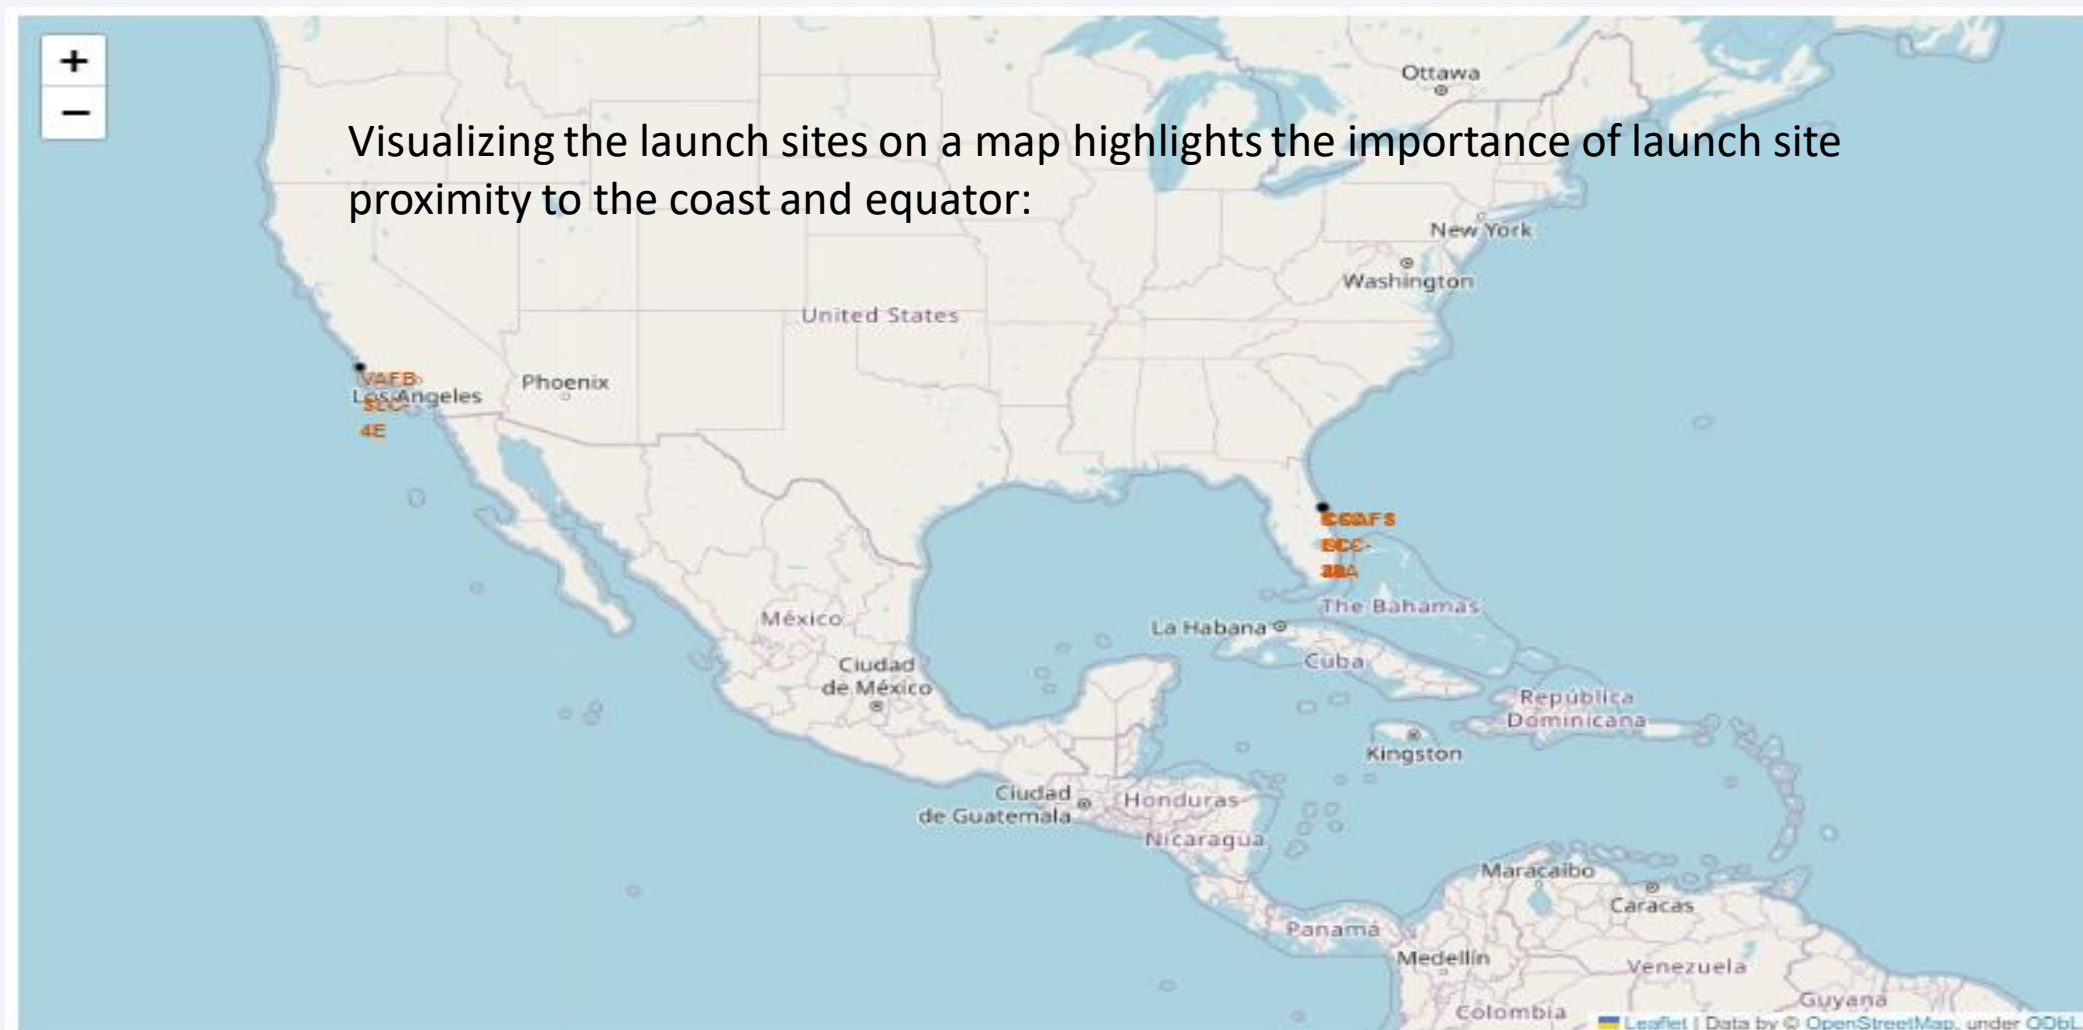 +
−
Visualizing the launch sites on a map highlights the importance of launch site
proximity to the coast and equator:
Ottawa
New York
Washington
United States
VAFB
Los Angeles
SLC-
4E
Phoenix
The Bahamas
La Habana
Cuba
México
Ciudad
de México
República
Dominicana
Kingston
Ciudad
de Guatemala
Honduras
Nicaragua
Maracaibo
Caracas
Panamá
Medellín
Venezuela
Guyana
Colombia
Leaflet | Data by © OpenStreetMap, under ODbL.